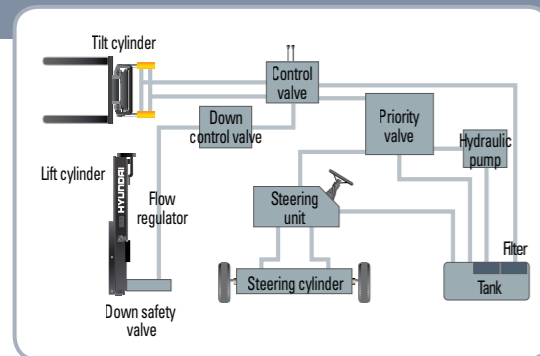 Tilt cylinder
Control
valve
Down
control valve
Priority
valve
Hydraulic
pump
Lift cylinder
HYUNDAI
Flow
regulator
Steering
unit
Filter
Steering cylinder
Tank
Down safety
valve